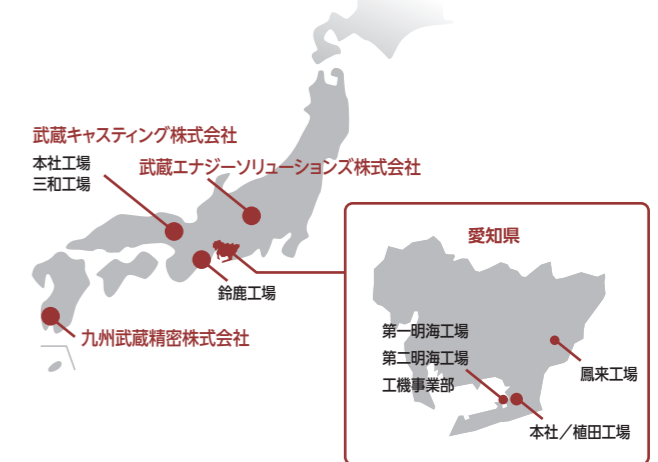 武蔵キャスティング株式会社
本社工場
三和工場
武蔵エナジーソリューションズ株式会社
鈴鹿工場
九州武蔵精密株式会社
愛知県
第一明海工場
第二明海工場
工機事業部
鳳来工場
本社／植田工場